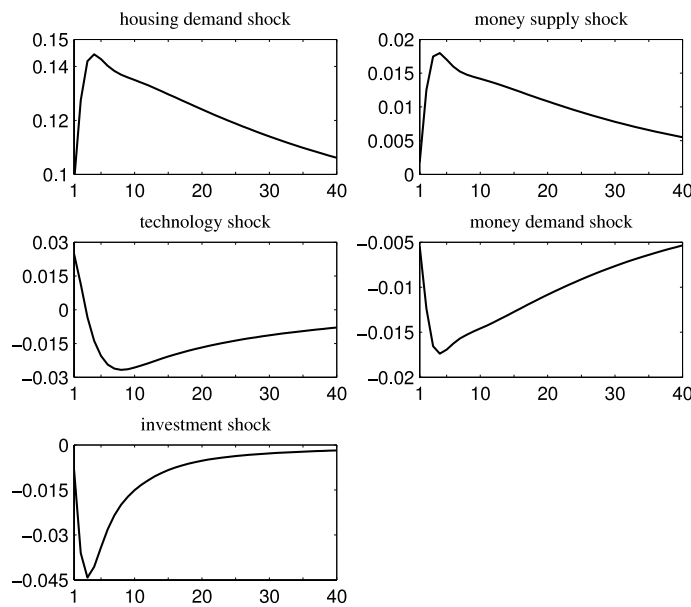 housing demand shock
0.15
0.14
0.12
0.1
1 10 20 30 40
money supply shock
0.02
0.015
0.01
0.005
0
1 10 20 30 40
technology shock
0.03
0.015
0
−0.015
−0.03
1 10 20 30 40
money demand shock
−0.005
−0.01
−0.015
−0.02
1 10 20 30 40
investment shock
0
−0.015
−0.03
−0.045
1 10 20 30 40